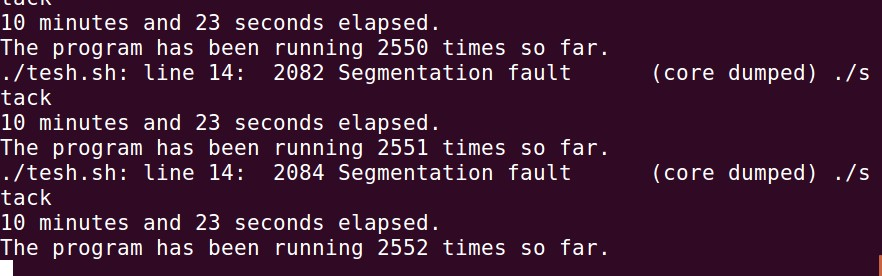 tack
10 minutes and 23 seconds elapsed.
The program has been running 2550 times so far.
./tesh.sh: line 14:  2082 Segmentation fault      (core dumped) ./s
tack
10 minutes and 23 seconds elapsed.
The program has been running 2551 times so far.
./tesh.sh: line 14:  2084 Segmentation fault      (core dumped) ./s
tack
10 minutes and 23 seconds elapsed.
The program has been running 2552 times so far.